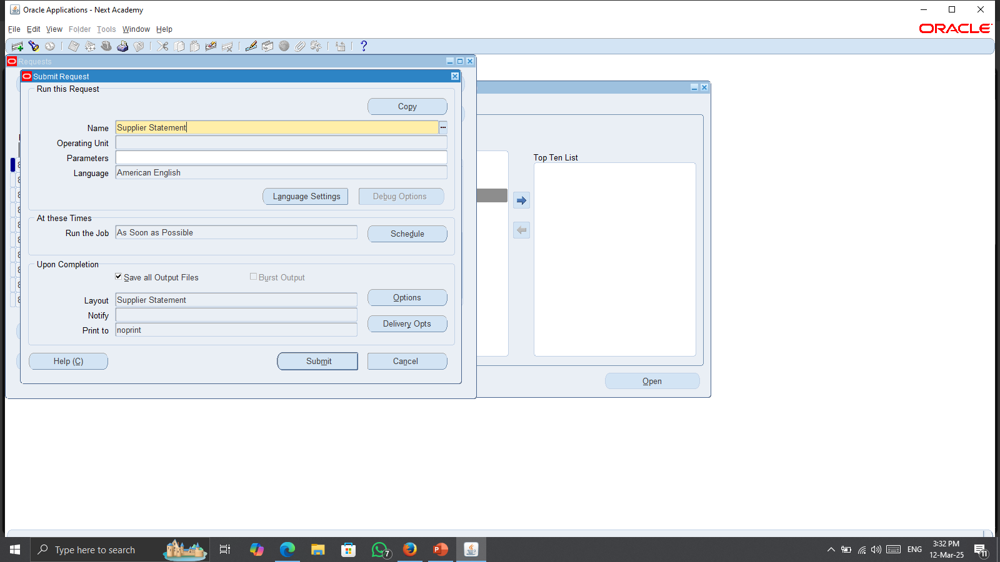 Oracle Applications - Next Academy
File Edit View Folder Tools Window Help
ORACLE
Requests
Submit Request
Run this Request
Copy
Name Supplier Statement
Operating Unit
Parameters
Language American English
Language Settings Debug Options
At these Times
Run the Job As Soon as Possible Schedule
Upon Completion
Save all Output Files Burst Output
Layout Supplier Statement Options
Notify
Print to noprint Delivery Opts
Help (C) Submit Cancel
Top Ten List
Open
Type here to search
7
ENG
3:32 PM
12-Mar-25
11